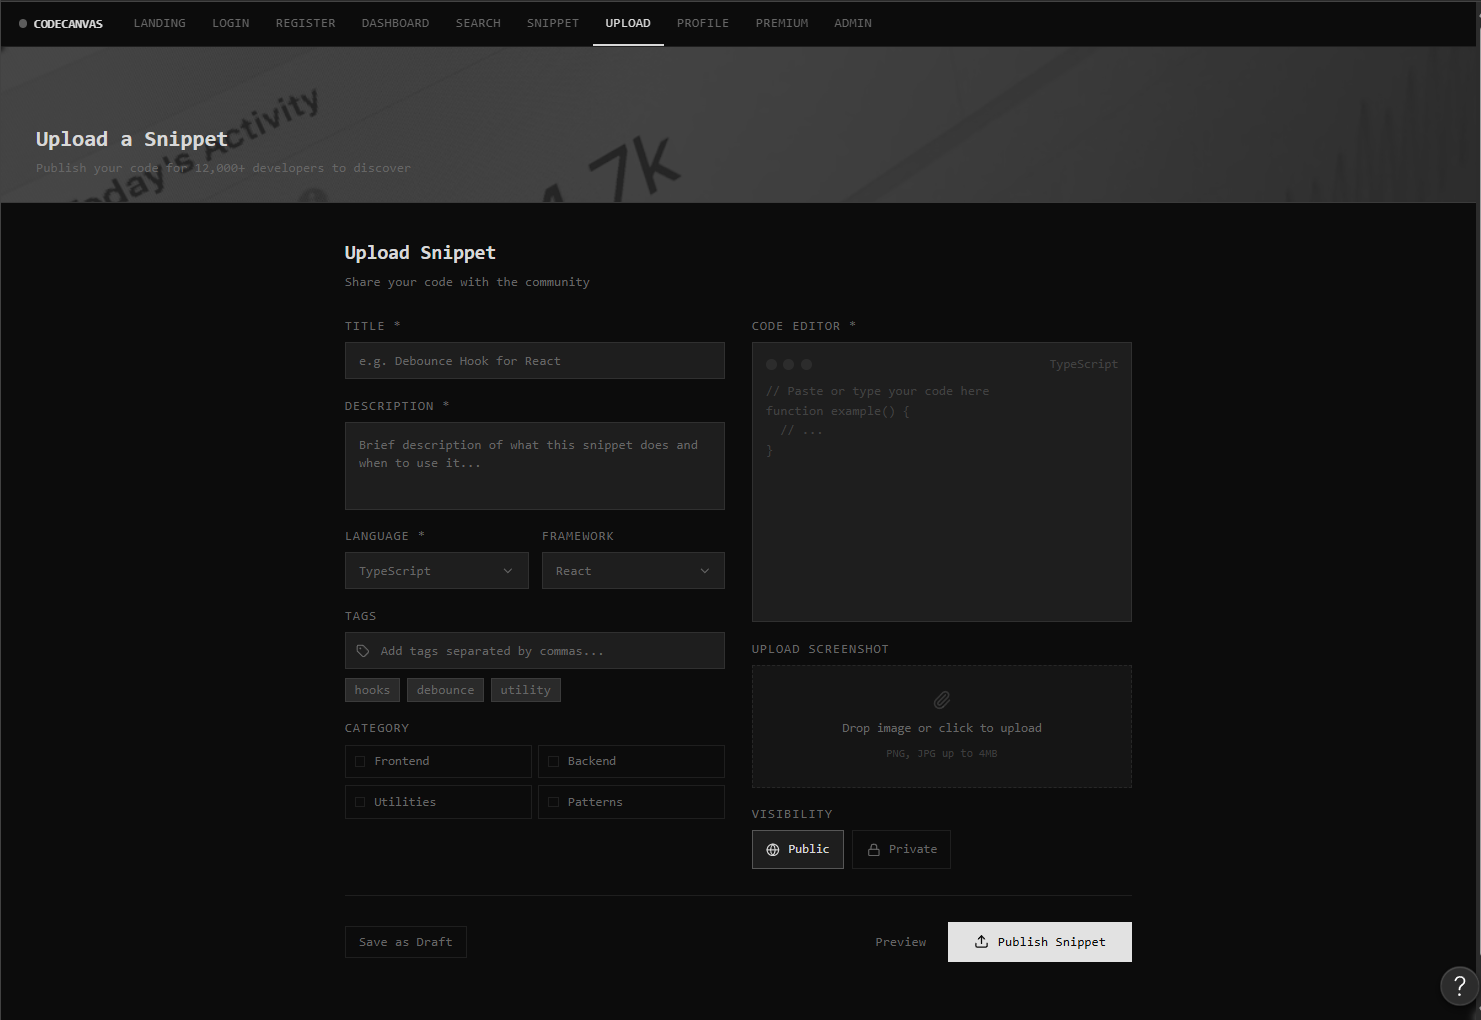 CODECANVAS LANDING LOGIN REGISTER DASHBOARD SEARCH SNIPPET UPLOAD PROFILE PREMIUM ADMIN
Today's Activity
4.7k
Upload a Snippet
Publish your code for 12,000+ developers to discover
Upload Snippet
Share your code with the community
TITLE *
e.g. Debounce Hook for React
DESCRIPTION *
Brief description of what this snippet does and
when to use it...
LANGUAGE * FRAMEWORK
TypeScript React
TAGS
Add tags separated by commas...
hooks debounce utility
CATEGORY
Frontend Backend
Utilities Patterns
CODE EDITOR *
TypeScript
// Paste or type your code here
function example() {
// ...
}
UPLOAD SCREENSHOT
Drop image or click to upload
PNG, JPG up to 4MB
VISIBILITY
Public Private
Save as Draft Preview Publish Snippet
?